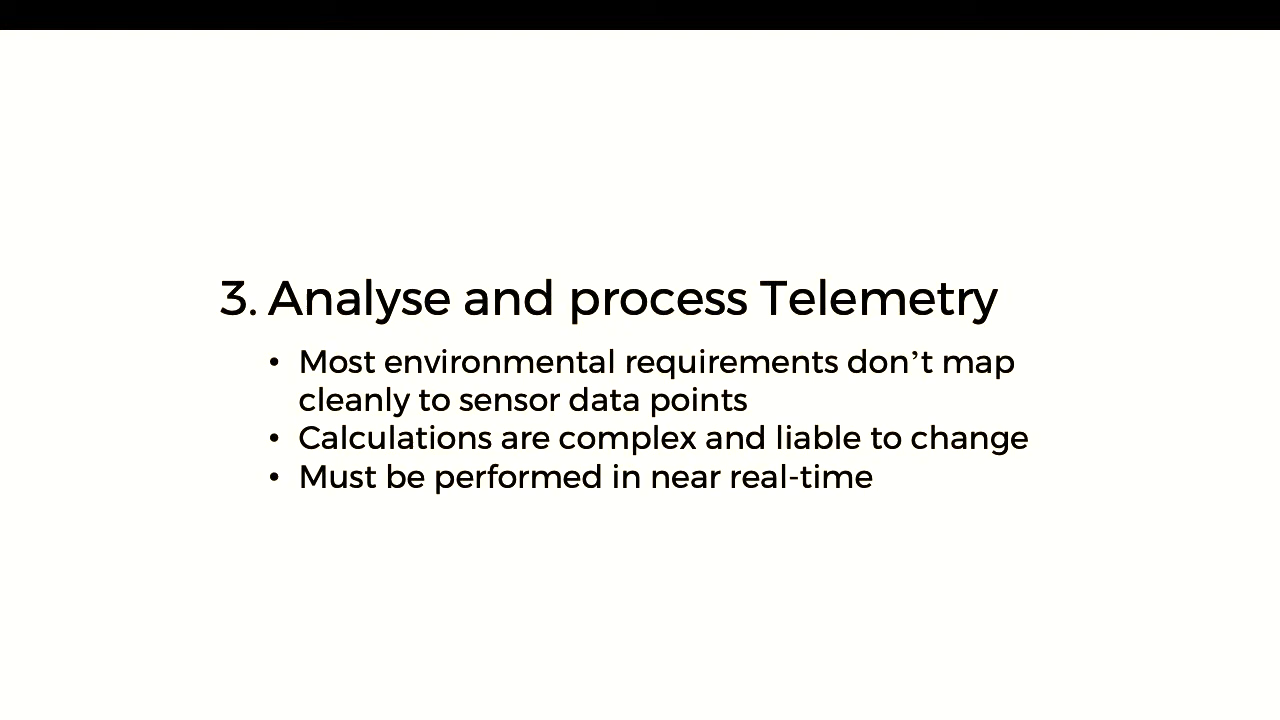 3. Analyse and process Telemetry
• Most environmental requirements don’t map
cleanly to sensor data points
• Calculations are complex and liable to change
• Must be performed in near real-time